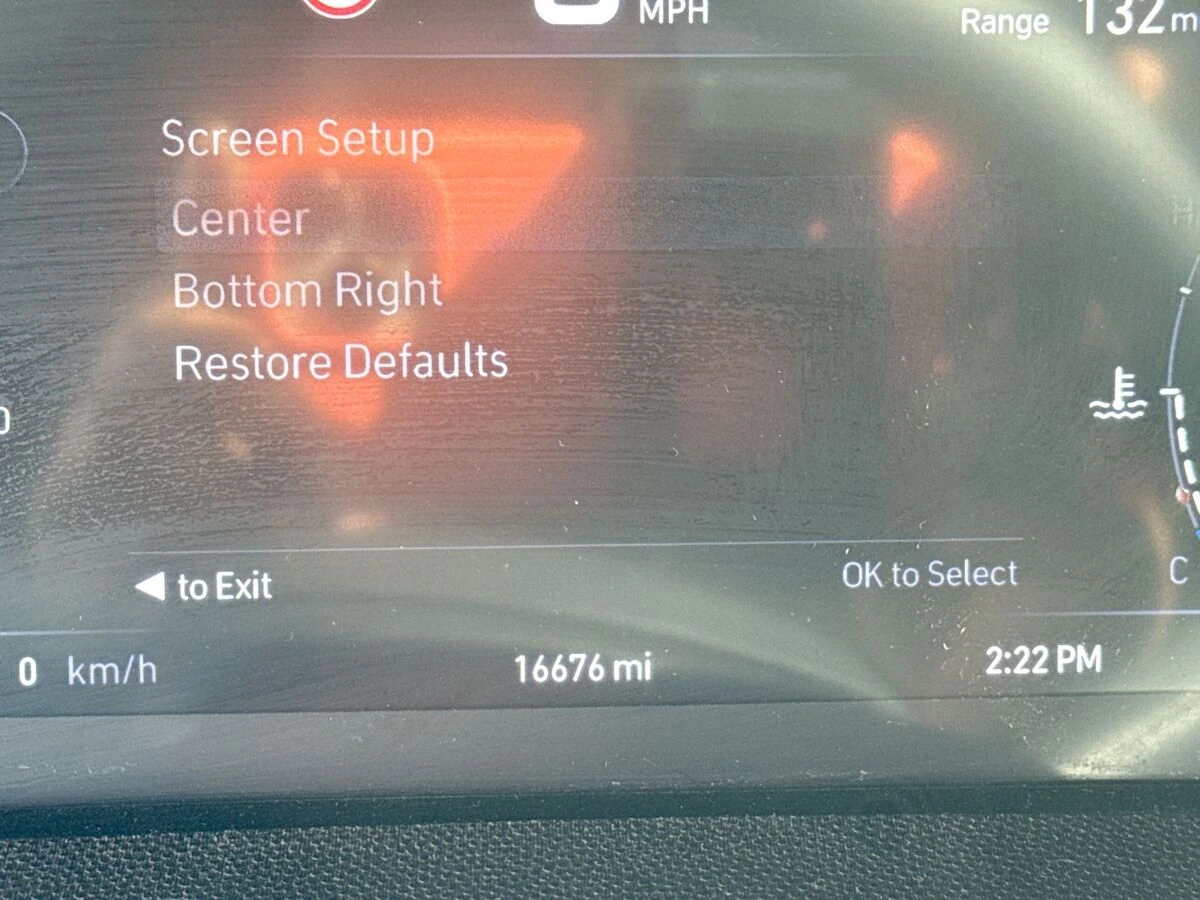 MPH
Range 132 m
Screen Setup
Center
Bottom Right
Restore Defaults
◀ to Exit
OK to Select
C
0 km/h
16676 mi
2:22 PM